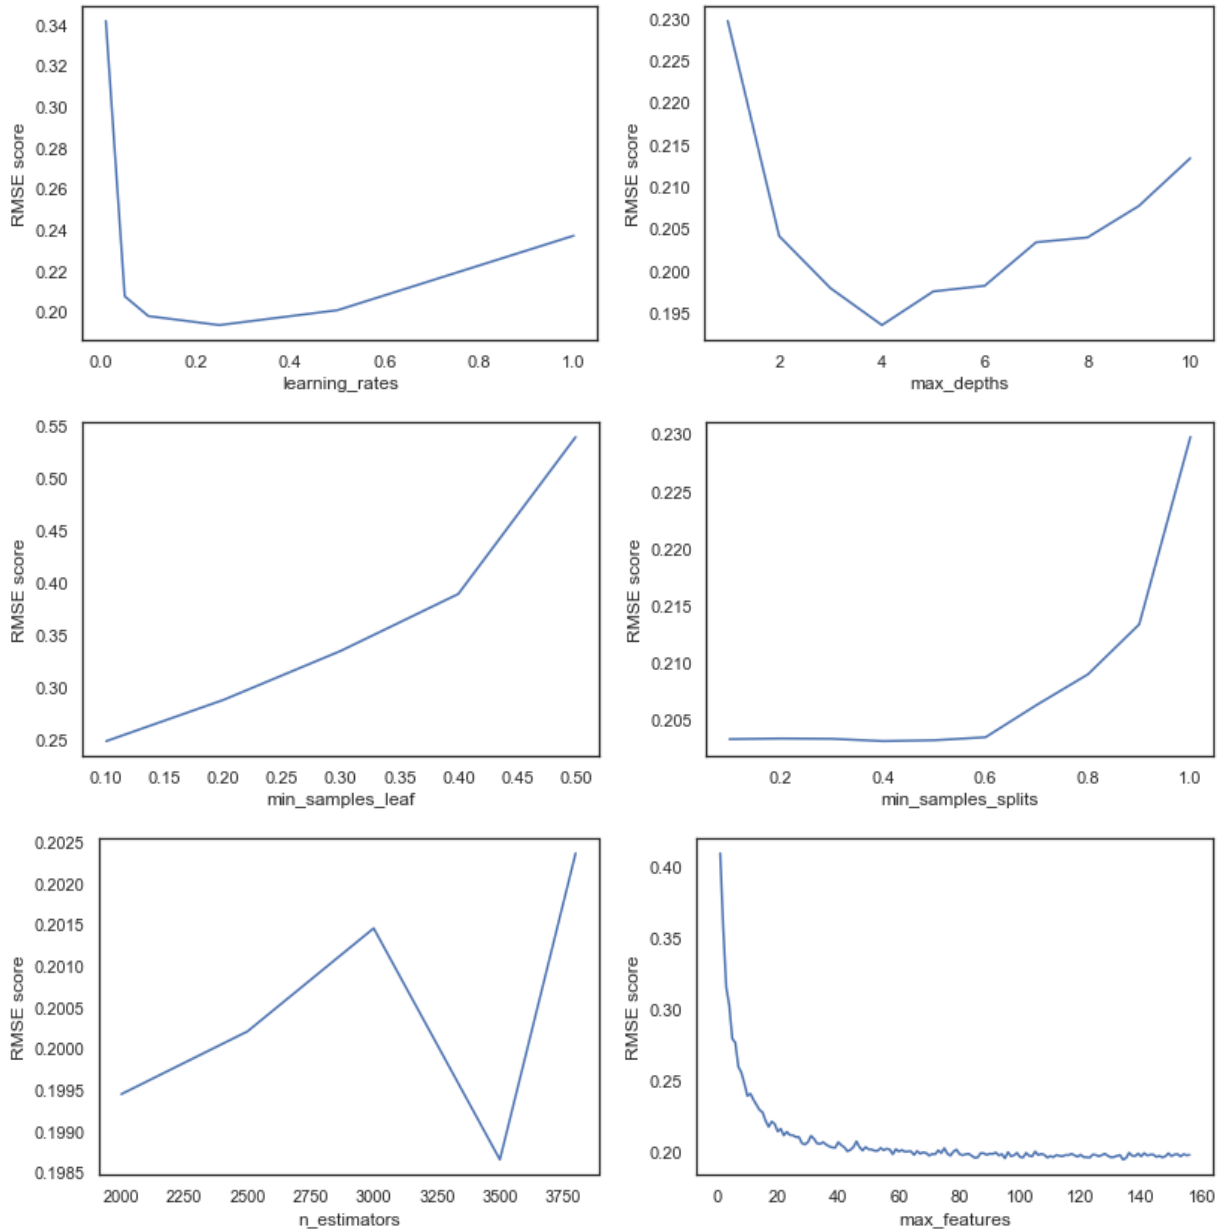 0.34
0.32
0.30
0.28
0.26
0.24
0.22
0.20
RMSE score
0.0 0.2 0.4 0.6 0.8 1.0
learning_rates
0.230
0.225
0.220
0.215
0.210
0.205
0.200
0.195
RMSE score
2 4 6 8 10
max_depths
0.55
0.50
0.45
0.40
0.35
0.30
0.25
RMSE score
0.10 0.15 0.20 0.25 0.30 0.35 0.40 0.45 0.50
min_samples_leaf
0.230
0.225
0.220
0.215
0.210
0.205
RMSE score
0.2 0.4 0.6 0.8 1.0
min_samples_splits
0.2025
0.2020
0.2015
0.2010
0.2005
0.2000
0.1995
0.1990
0.1985
RMSE score
2000 2250 2500 2750 3000 3250 3500 3750
n_estimators
0.40
0.35
0.30
0.25
0.20
RMSE score
0 20 40 60 80 100 120 140 160
max_features